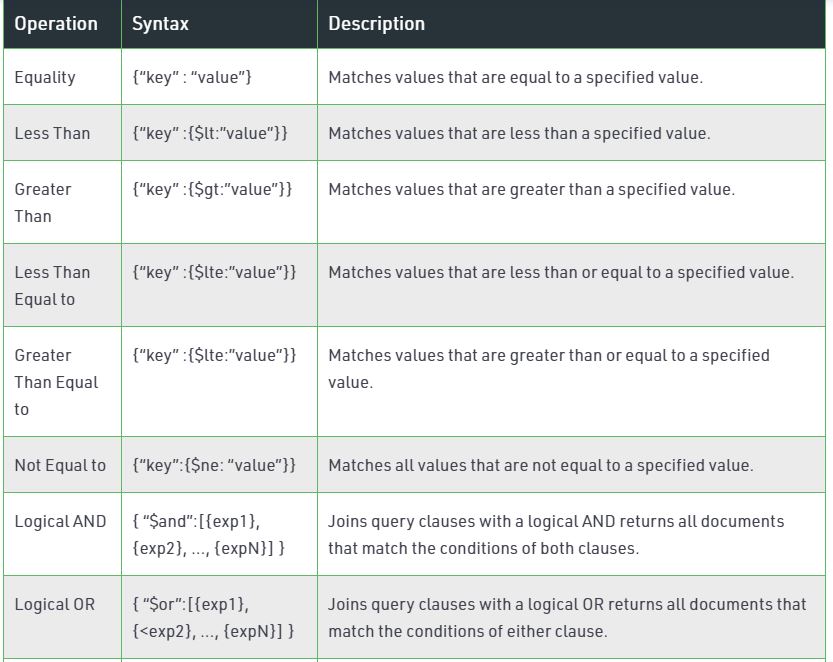 Operation Syntax Description
Equality {“key” : “value”} Matches values that are equal to a specified value.
Less Than {“key” :{$lt:”value”}} Matches values that are less than a specified value.
Greater {“key” :{$gt:”value”}} Matches values that are greater than a specified value.
Than
Less Than {“key” :{$lte:”value”}} Matches values that are less than or equal to a specified value.
Equal to
Greater {“key” :{$lte:”value”}} Matches values that are greater than or equal to a specified
Than Equal value.
to
Not Equal to {“key”:{$ne: “value”}} Matches all values that are not equal to a specified value.
Logical AND { “$and”:[{exp1}, Joins query clauses with a logical AND returns all documents
{exp2}, …, {expN}] } that match the conditions of both clauses.
Logical OR { “$or”:[{exp1}, Joins query clauses with a logical OR returns all documents that
{<exp2}, …, {expN}] } match the conditions of either clause.